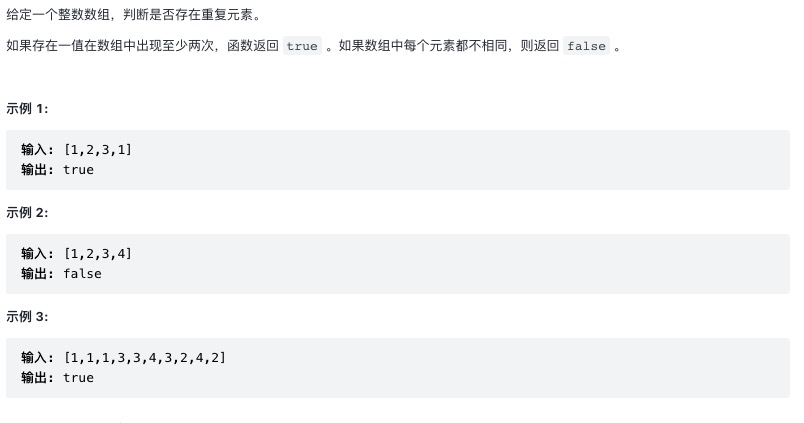 给定一个整数数组，判断是否存在重复元素。
如果存在一值在数组中出现至少两次，函数返回 true 。如果数组中每个元素都不相同，则返回 false 。
示例 1:
输入: [1,2,3,1]
输出: true
示例 2:
输入: [1,2,3,4]
输出: false
示例 3:
输入: [1,1,1,3,3,4,3,2,4,2]
输出: true